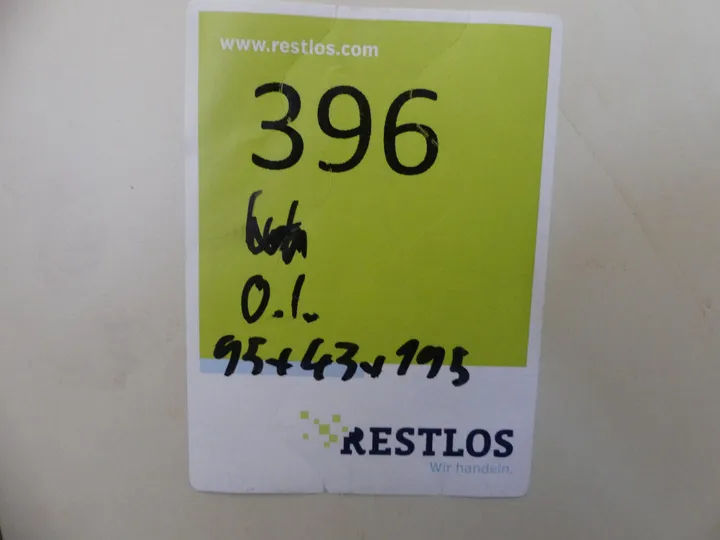 www.restlos.com
396
O.I.
95x43x195
RESTLOS
Wir handeln.